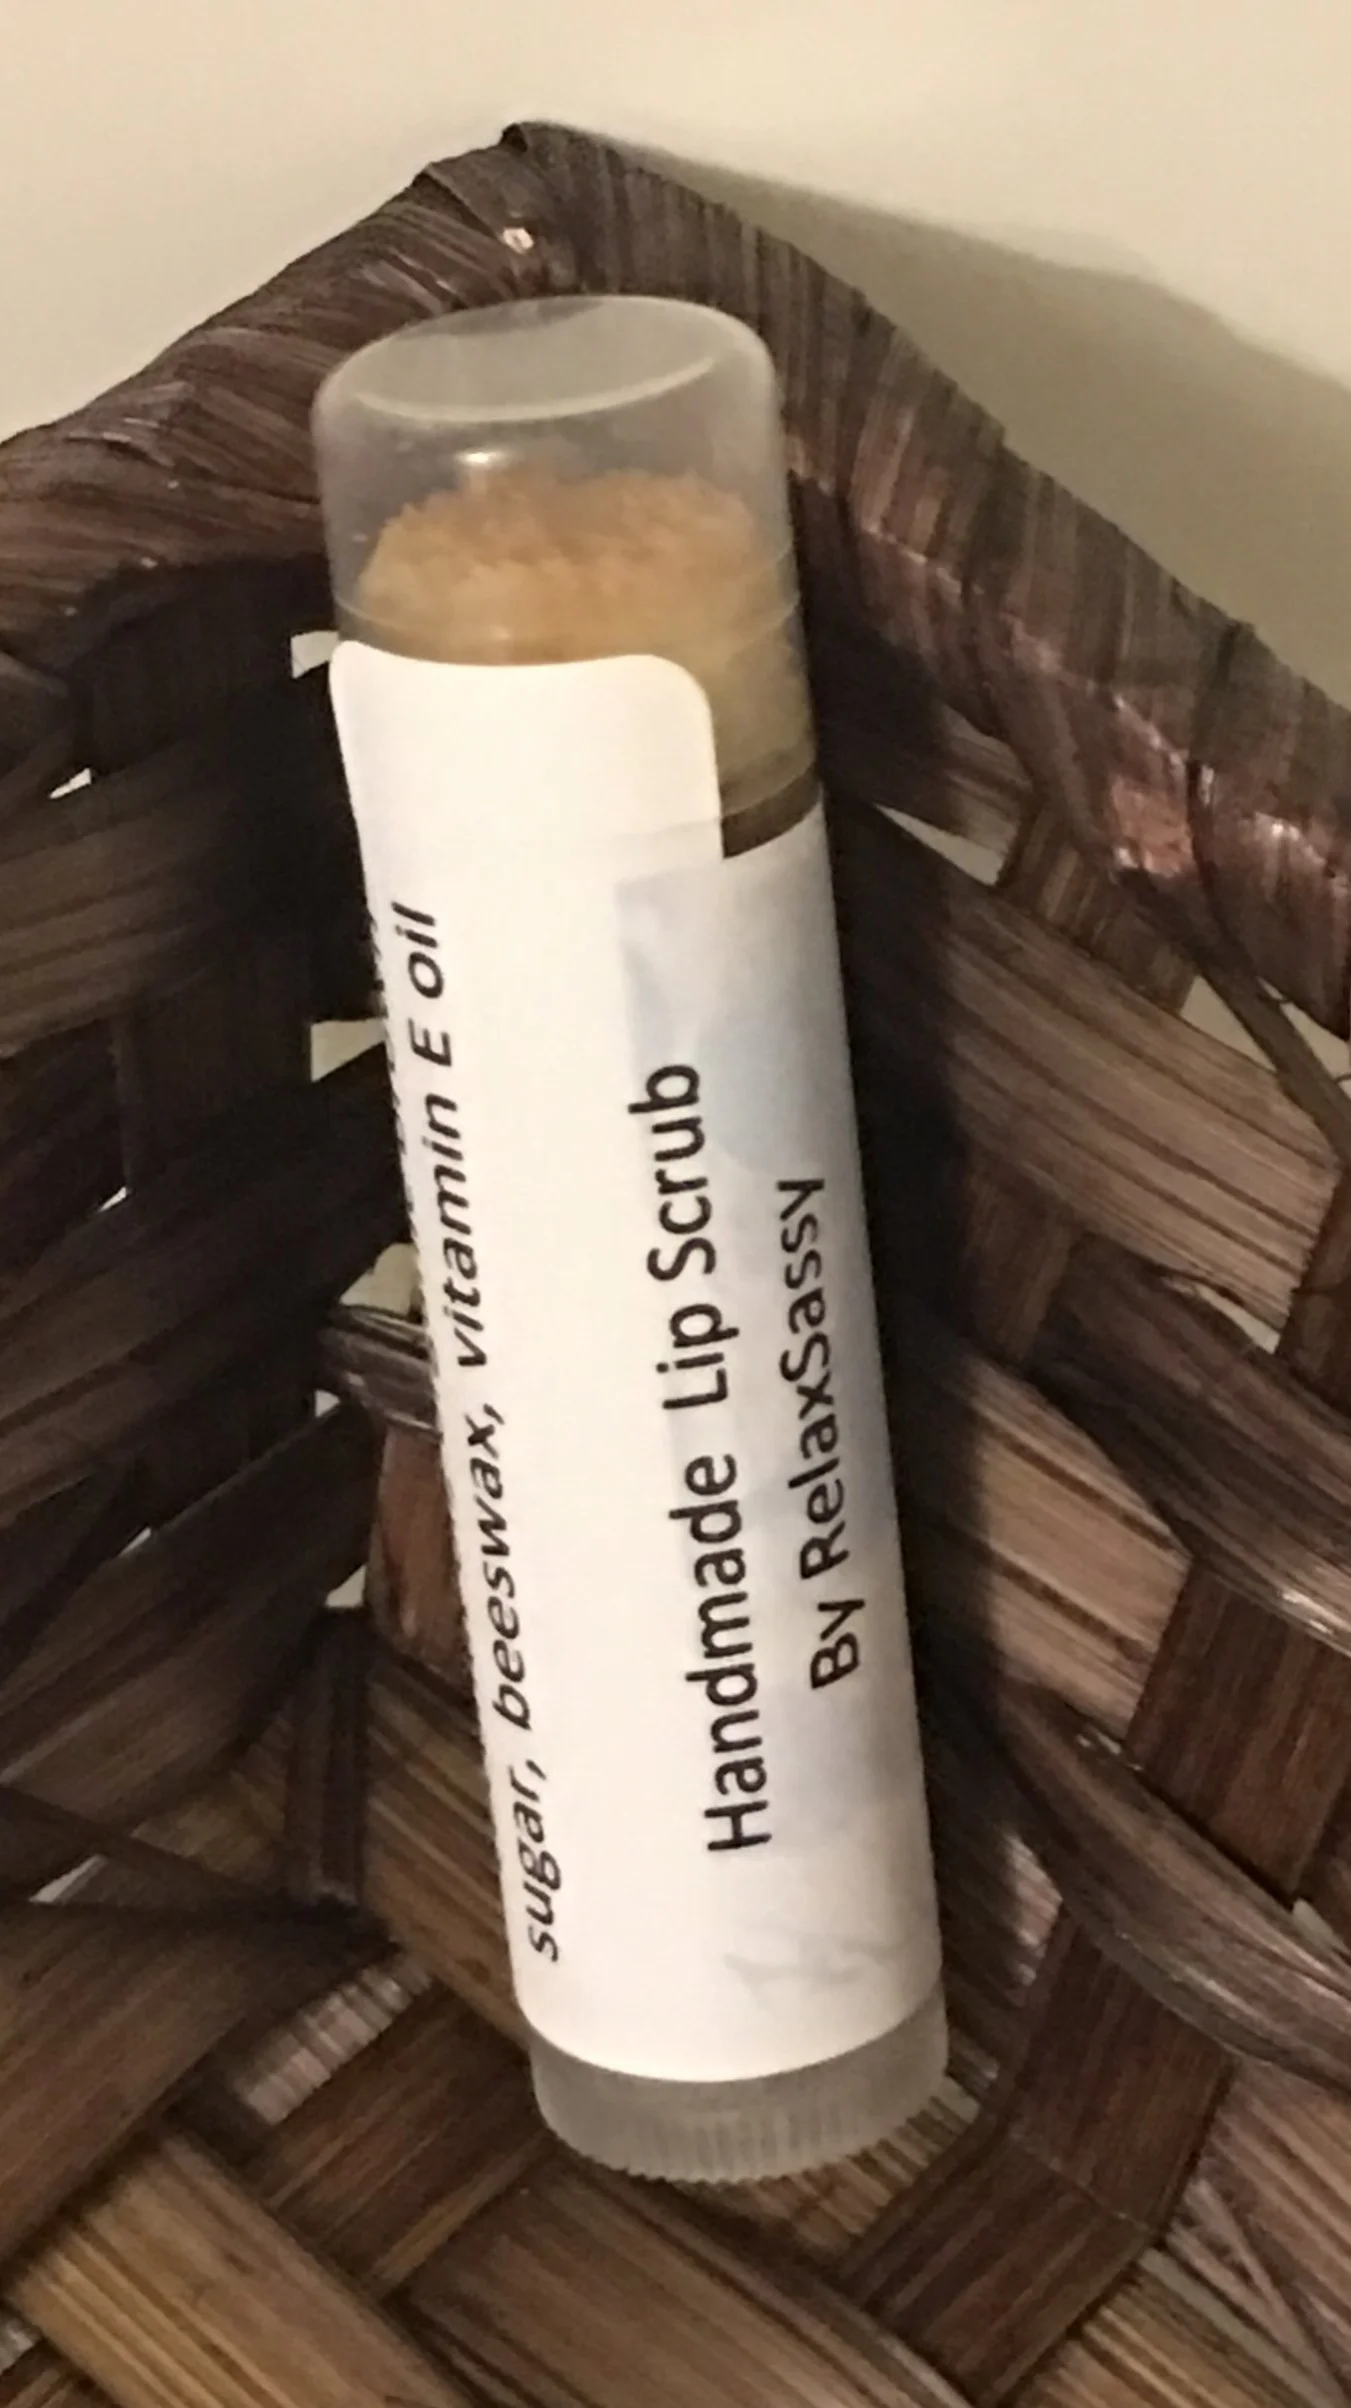 sugar, beeswax, vitamin E oil
Handmade Lip Scrub
By RelaxSassy